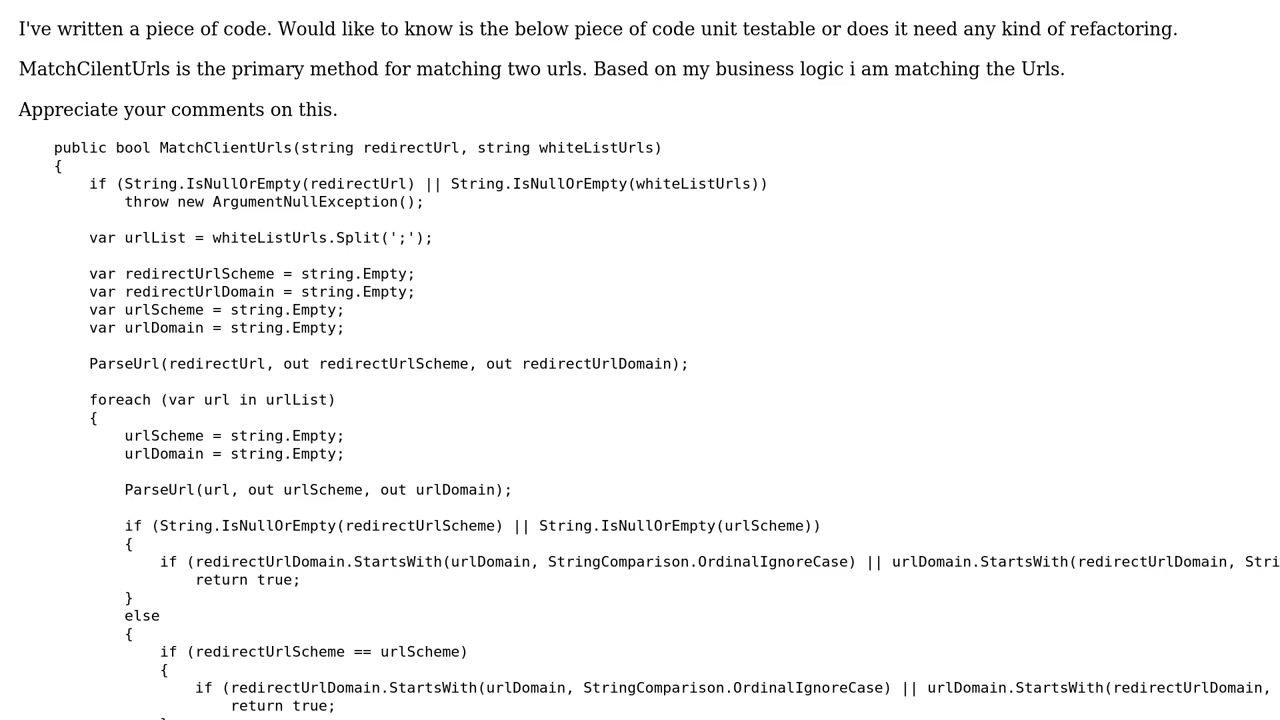 I've written a piece of code. Would like to know is the below piece of code unit testable or does it need any kind of refactoring.
MatchCilentUrls is the primary method for matching two urls. Based on my business logic i am matching the Urls.
Appreciate your comments on this.
public bool MatchClientUrls(string redirectUrl, string whiteListUrls)
{
if (String.IsNullOrEmpty(redirectUrl) || String.IsNullOrEmpty(whiteListUrls))
throw new ArgumentNullException();
var urlList = whiteListUrls.Split(';');
var redirectUrlScheme = string.Empty;
var redirectUrlDomain = string.Empty;
var urlScheme = string.Empty;
var urlDomain = string.Empty;
ParseUrl(redirectUrl, out redirectUrlScheme, out redirectUrlDomain);
foreach (var url in urlList)
{
urlScheme = string.Empty;
urlDomain = string.Empty;
ParseUrl(url, out urlScheme, out urlDomain);
if (String.IsNullOrEmpty(redirectUrlScheme) || String.IsNullOrEmpty(urlScheme))
{
if (redirectUrlDomain.StartsWith(urlDomain, StringComparison.OrdinalIgnoreCase) || urlDomain.StartsWith(redirectUrlDomain, Stri
return true;
}
else
{
if (redirectUrlScheme == urlScheme)
{
if (redirectUrlDomain.StartsWith(urlDomain, StringComparison.OrdinalIgnoreCase) || urlDomain.StartsWith(redirectUrlDomain,
return true;